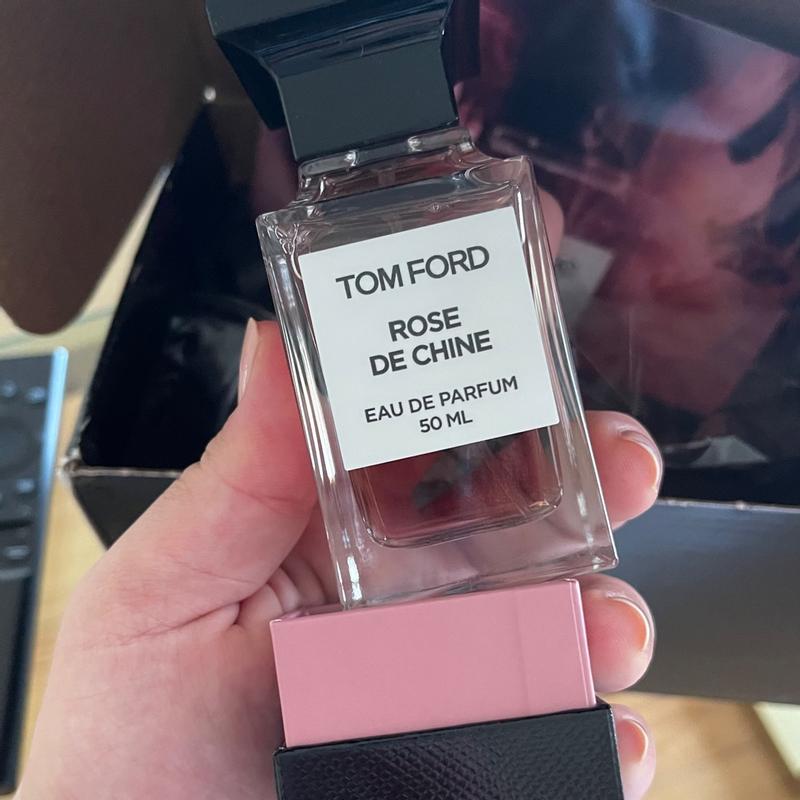 TOM FORD
ROSE
DE CHINE
EAU DE PARFUM
50 ML